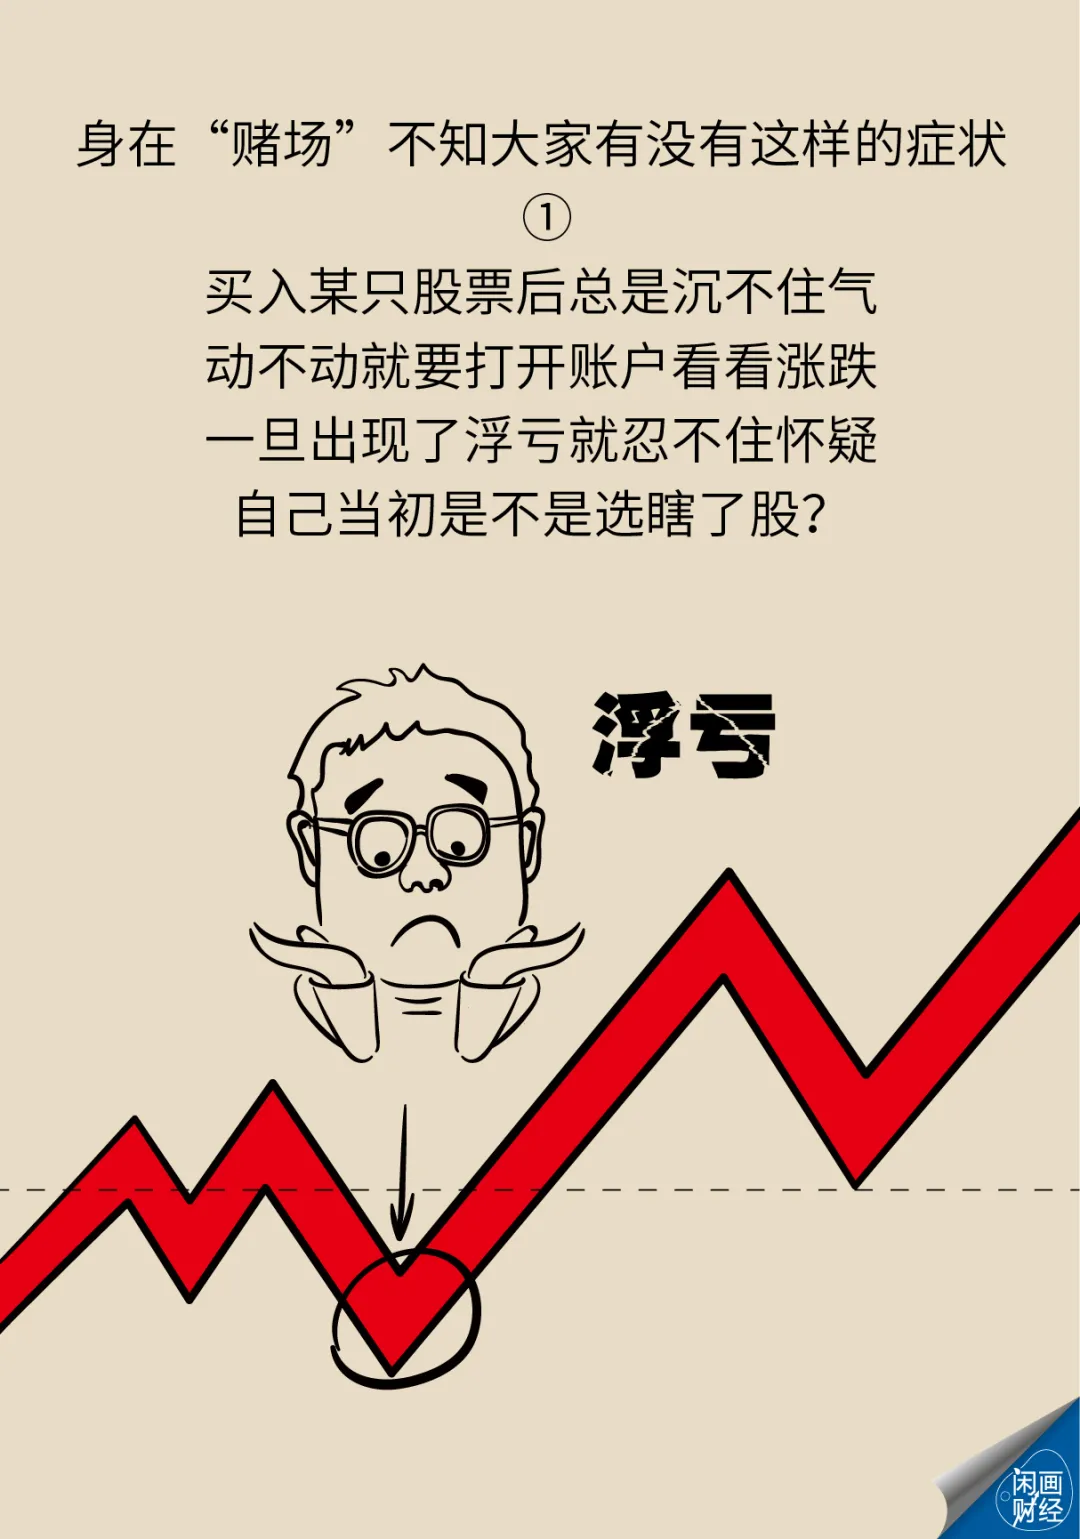 身在“赌场”不知大家有没有这样的症状
①
买入某只股票后总是沉不住气
动不动就要打开账户看看涨跌
一旦出现了浮亏就忍不住怀疑
自己当初是不是选瞎了股？
浮亏
闲画
财经